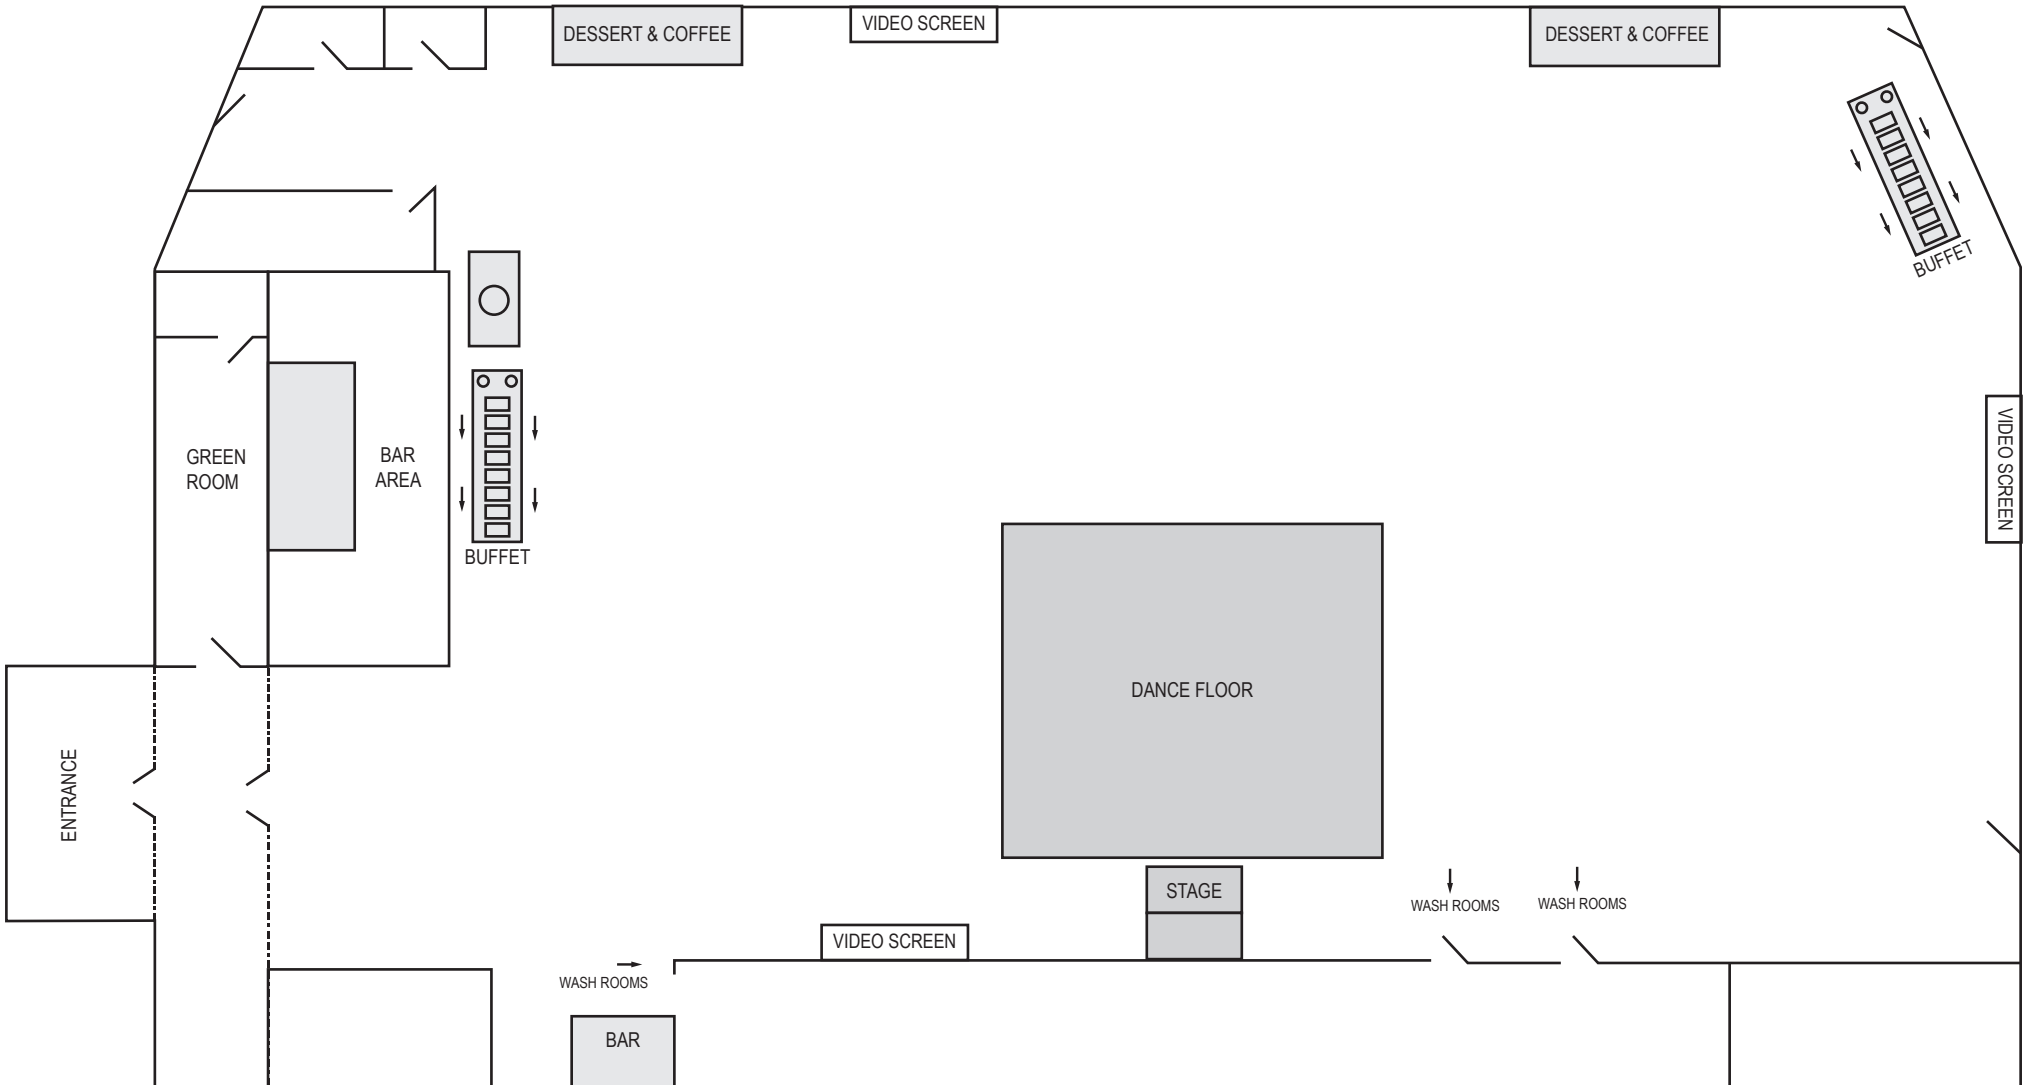 DESSERT & COFFEE
VIDEO SCREEN
DESSERT & COFFEE
BUFFET
GREEN
ROOM
BAR
AREA
BUFFET
VIDEO SCREEN
DANCE FLOOR
ENTRANCE
STAGE
WASH ROOMS
WASH ROOMS
VIDEO SCREEN
WASH ROOMS
BAR